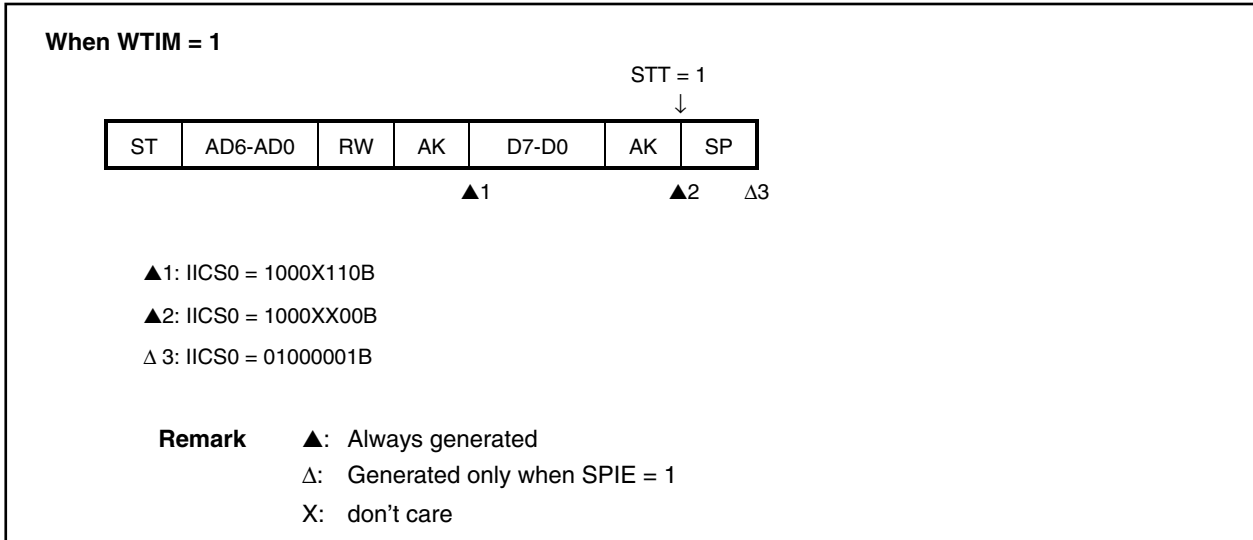 When WTIM = 1
STT = 1
↓
ST AD6-AD0 RW AK D7-D0 AK SP
▲1 ▲2 Δ3
▲1: IICS0 = 1000X110B
▲2: IICS0 = 1000XX00B
Δ 3: IICS0 = 01000001B
Remark ▲: Always generated
Δ: Generated only when SPIE = 1
X: don't care